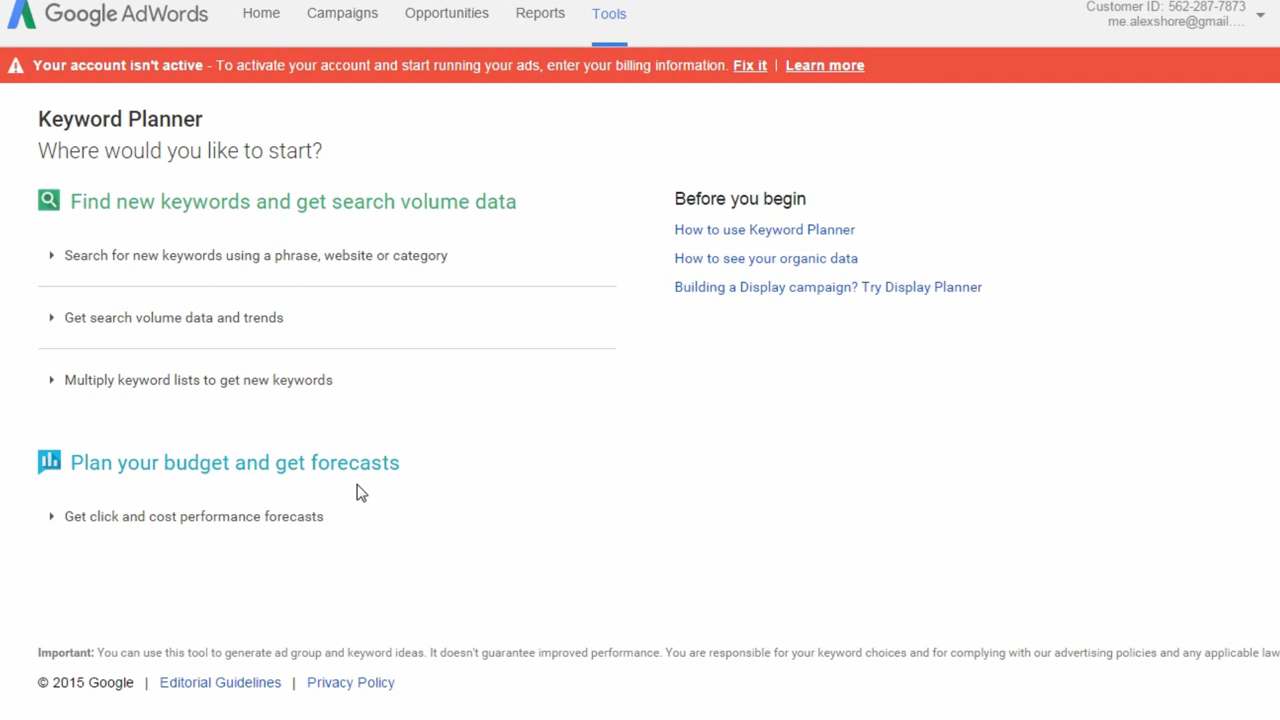 Google AdWords Home Campaigns Opportunities Reports Tools Customer ID: 562-287-7873
me.alexshore@gmail....
Your account isn't active - To activate your account and start running your ads, enter your billing information. Fix it | Learn more
Keyword Planner
Where would you like to start?
Find new keywords and get search volume data
Search for new keywords using a phrase, website or category
Get search volume data and trends
Multiply keyword lists to get new keywords
Plan your budget and get forecasts
Get click and cost performance forecasts
Before you begin
How to use Keyword Planner
How to see your organic data
Building a Display campaign? Try Display Planner
Important: You can use this tool to generate ad group and keyword ideas. It doesn't guarantee improved performance. You are responsible for your keyword choices and for complying with our advertising policies and any applicable law
© 2015 Google | Editorial Guidelines | Privacy Policy